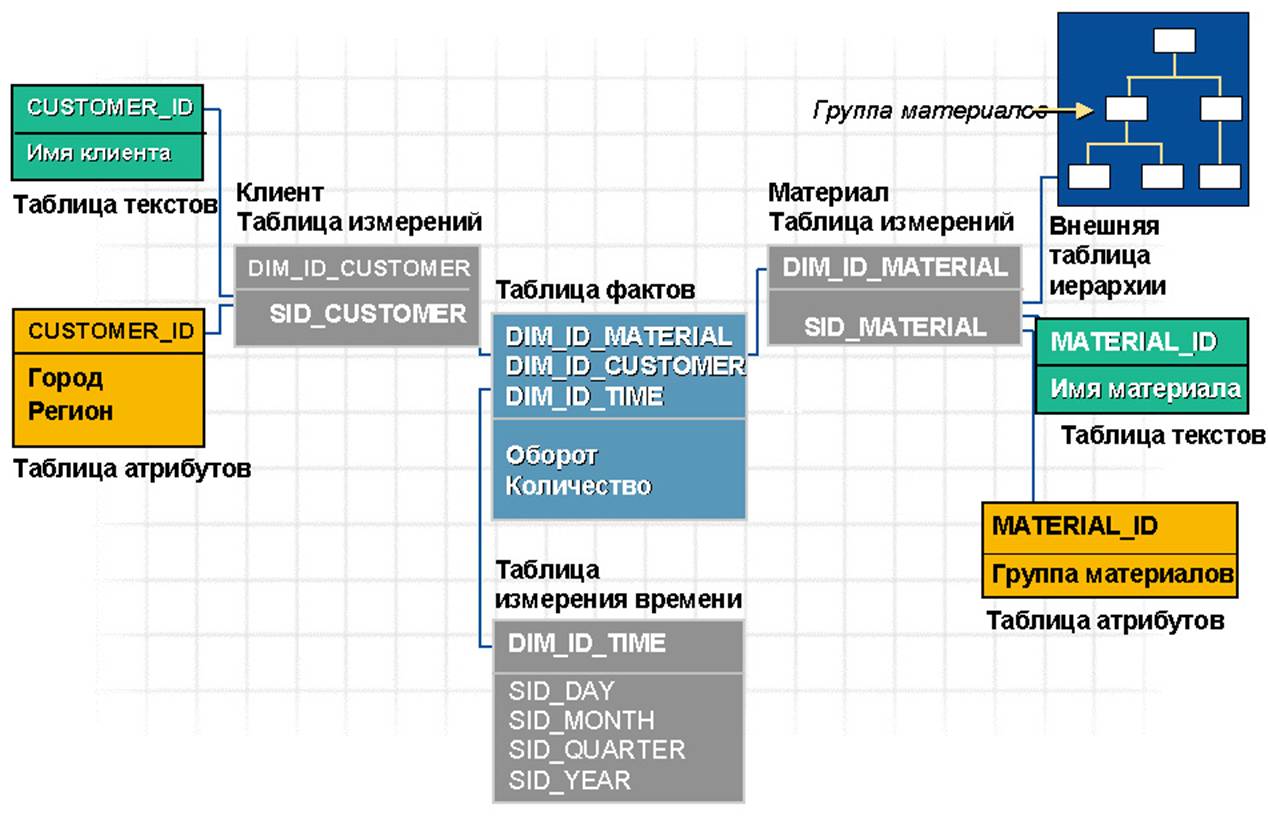 Группа материалов
CUSTOMER_ID
Имя клиента
Таблица текстов
Клиент
Таблица измерений
DIM_ID_CUSTOMER
SID_CUSTOMER
CUSTOMER_ID
Город
Регион
Таблица атрибутов
Таблица фактов
DIM_ID_MATERIAL
DIM_ID_CUSTOMER
DIM_ID_TIME
Оборот
Количество
Таблица
измерения времени
DIM_ID_TIME
SID_DAY
SID_MONTH
SID_QUARTER
SID_YEAR
Материал
Таблица измерений
DIM_ID_MATERIAL
SID_MATERIAL
Внешняя
таблица
иерархии
MATERIAL_ID
Имя материала
Таблица текстов
MATERIAL_ID
Группа материалов
Таблица атрибутов